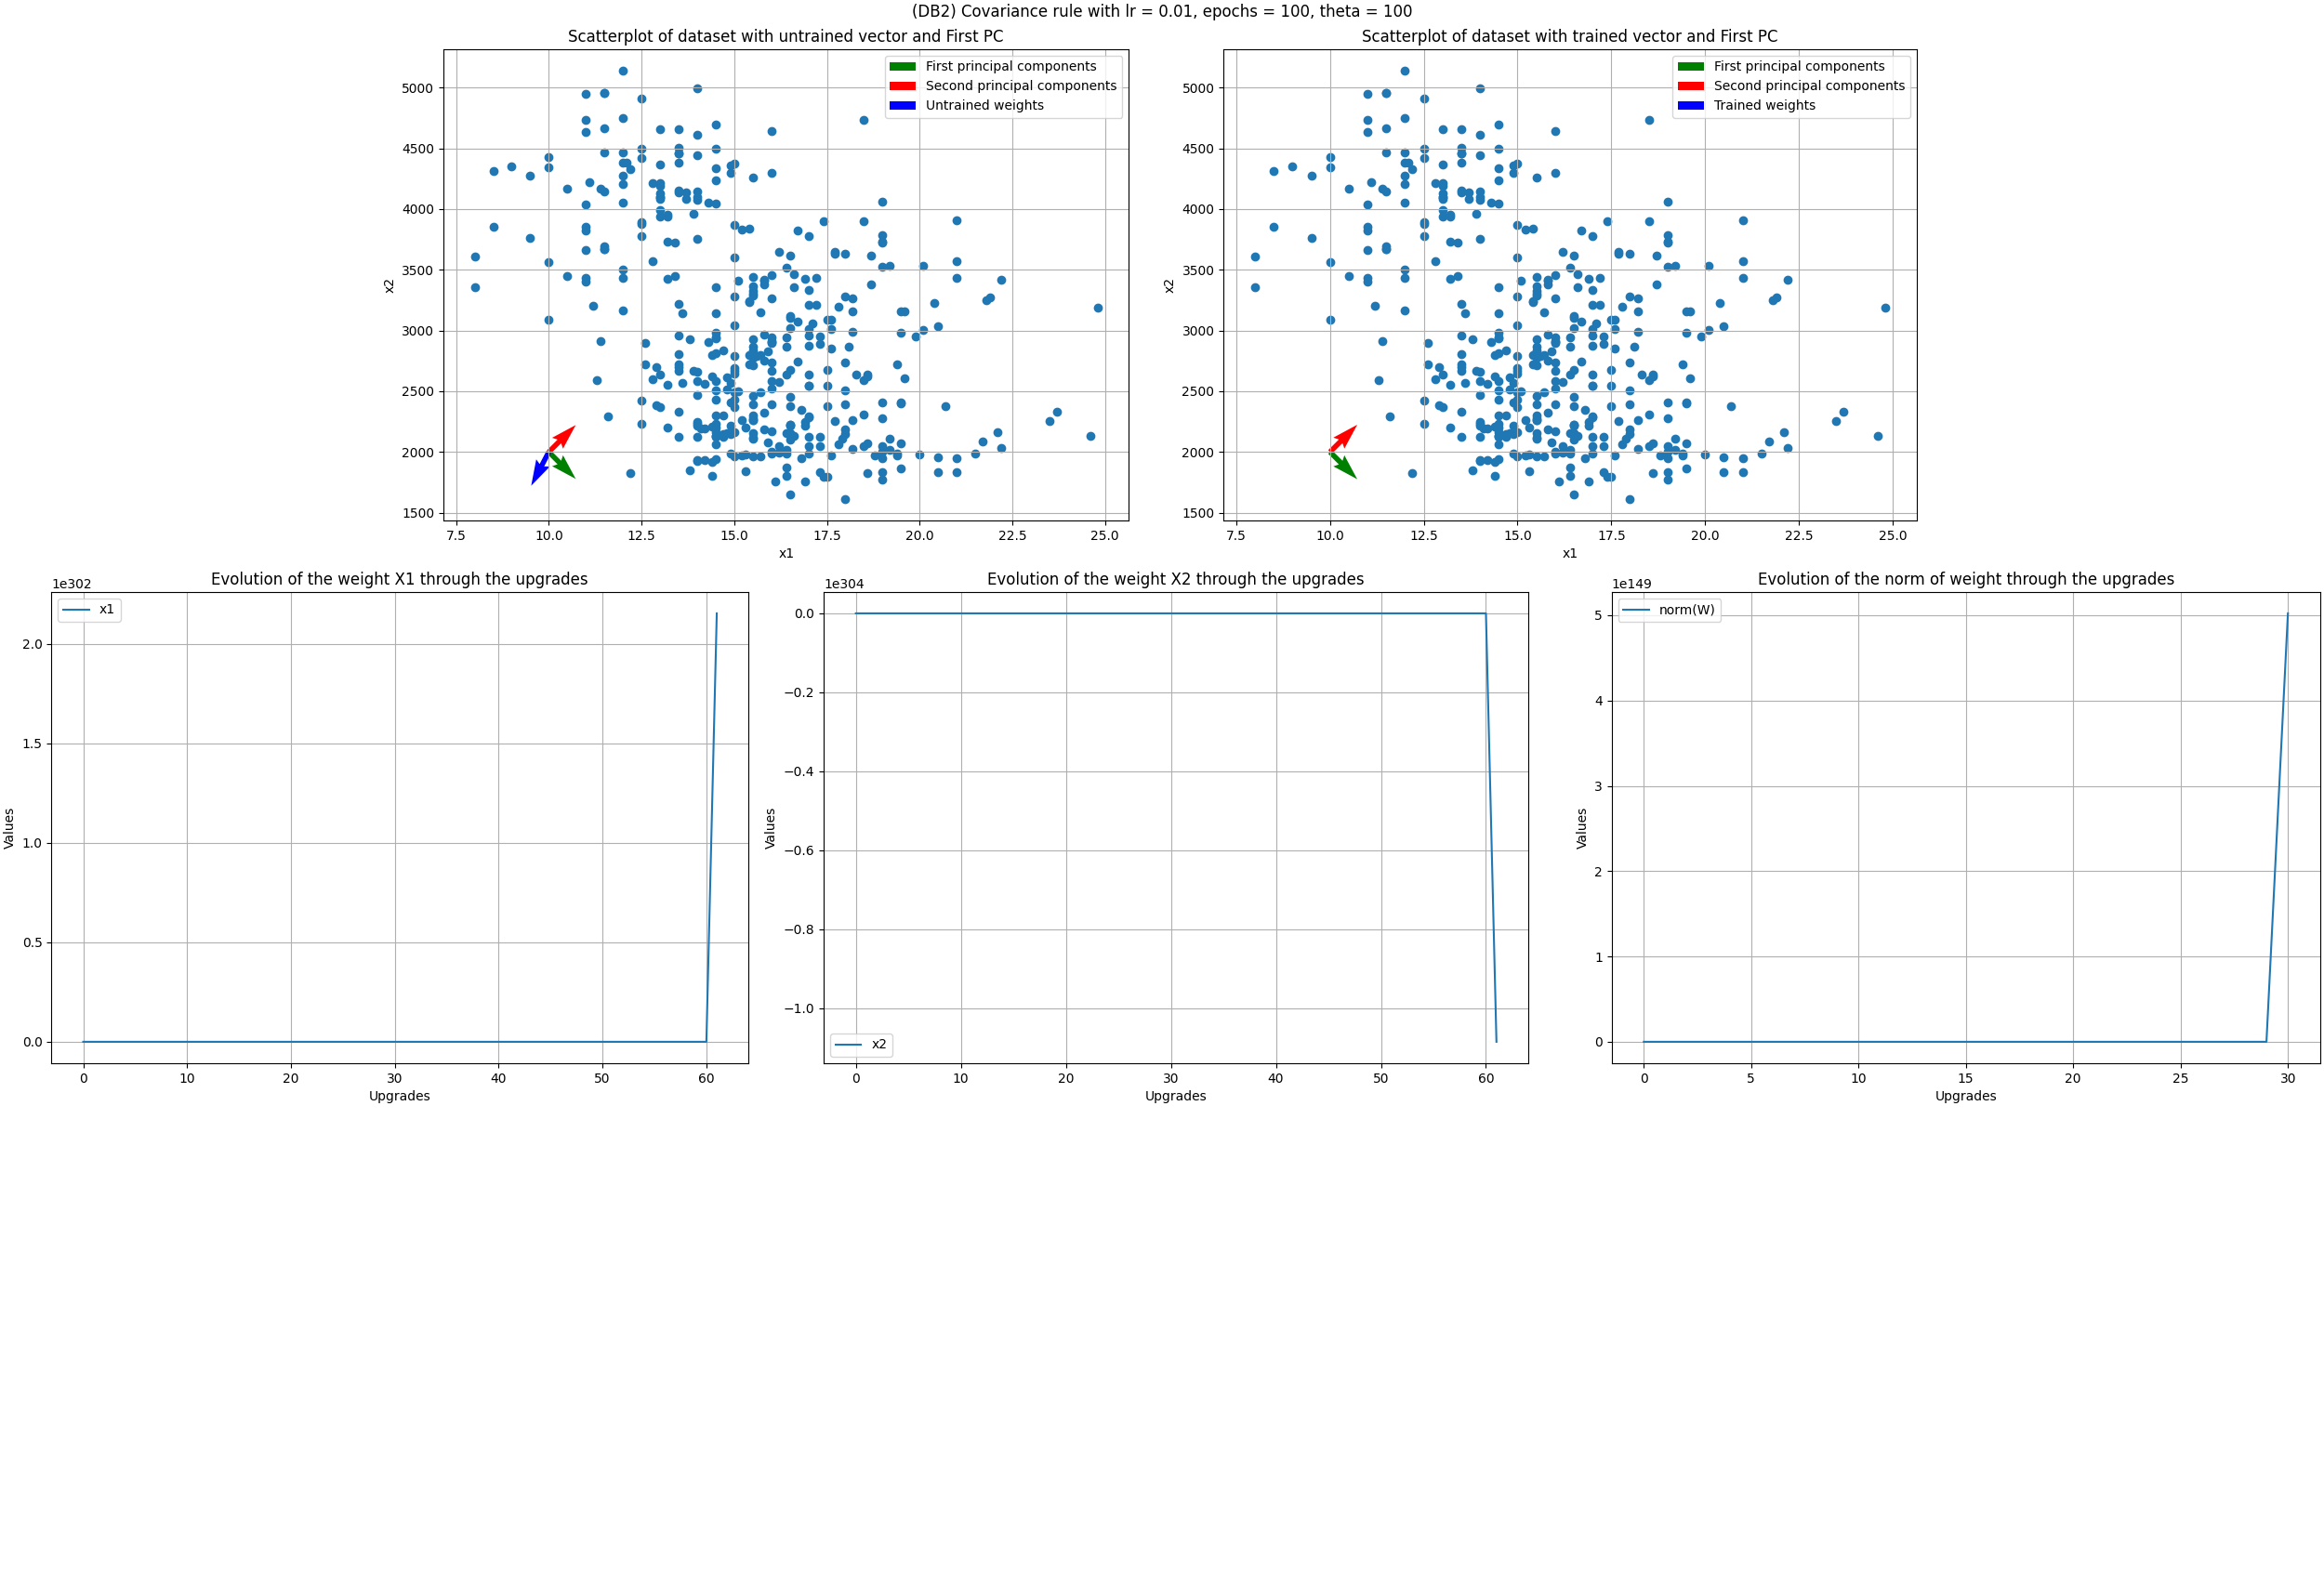 (DB2) Covariance rule with lr = 0.01, epochs = 100, theta = 100
Scatterplot of dataset with untrained vector and First PC
First principal components
Second principal components
Untrained weights
5000
4500
4000
3500
3000
2500
2000
1500
x2
7.5 10.0 12.5 15.0 17.5 20.0 22.5 25.0
x1
Scatterplot of dataset with trained vector and First PC
First principal components
Second principal components
Trained weights
5000
4500
4000
3500
3000
2500
2000
1500
x2
7.5 10.0 12.5 15.0 17.5 20.0 22.5 25.0
x1
Evolution of the weight X1 through the upgrades
1e302
x1
2.0
1.5
1.0
0.5
0.0
Values
0 10 20 30 40 50 60
Upgrades
Evolution of the weight X2 through the upgrades
1e304
0.0
−0.2
−0.4
−0.6
−0.8
−1.0
Values
x2
0 10 20 30 40 50 60
Upgrades
Evolution of the norm of weight through the upgrades
1e149
norm(W)
5
4
3
2
1
0
Values
0 5 10 15 20 25 30
Upgrades